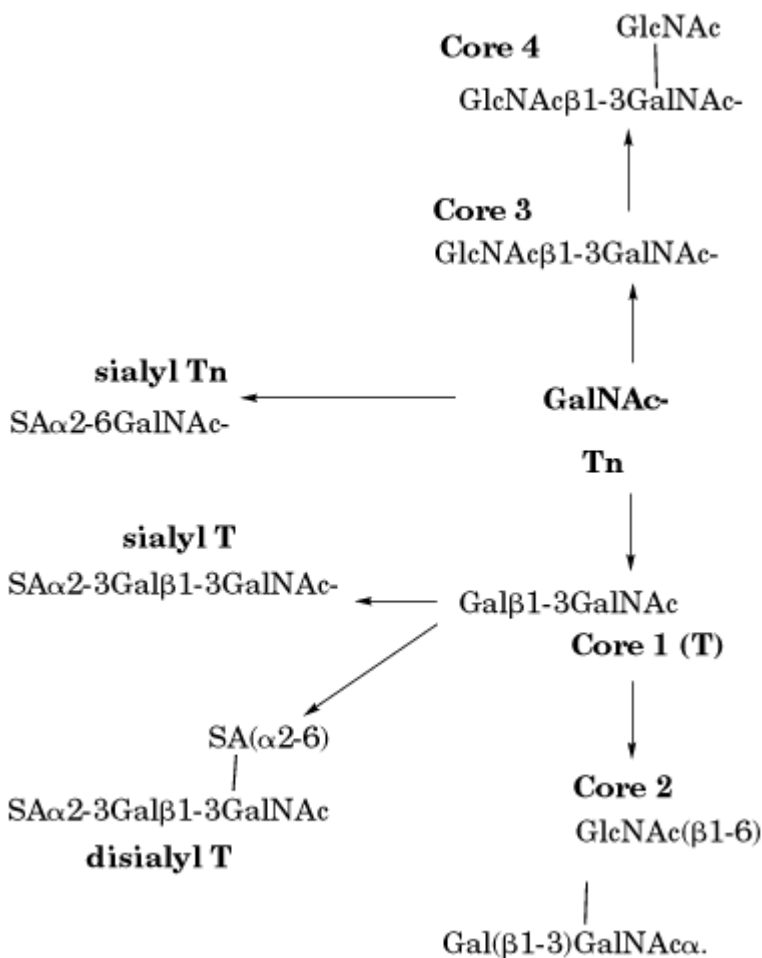 GlcNAc
Core 4
GlcNAcβ1-3GalNAc-
Core 3
GlcNAcβ1-3GalNAc-
sialyl Tn
SAα2-6GalNAc-
GalNAc-
Tn
sialyl T
SAα2-3Galβ1-3GalNAc-
Galβ1-3GalNAc
Core 1 (T)
SA(α2-6)
SAα2-3Galβ1-3GalNAc
disialyl T
Core 2
GlcNAc(β1-6)
Gal(β1-3)GalNAcα.